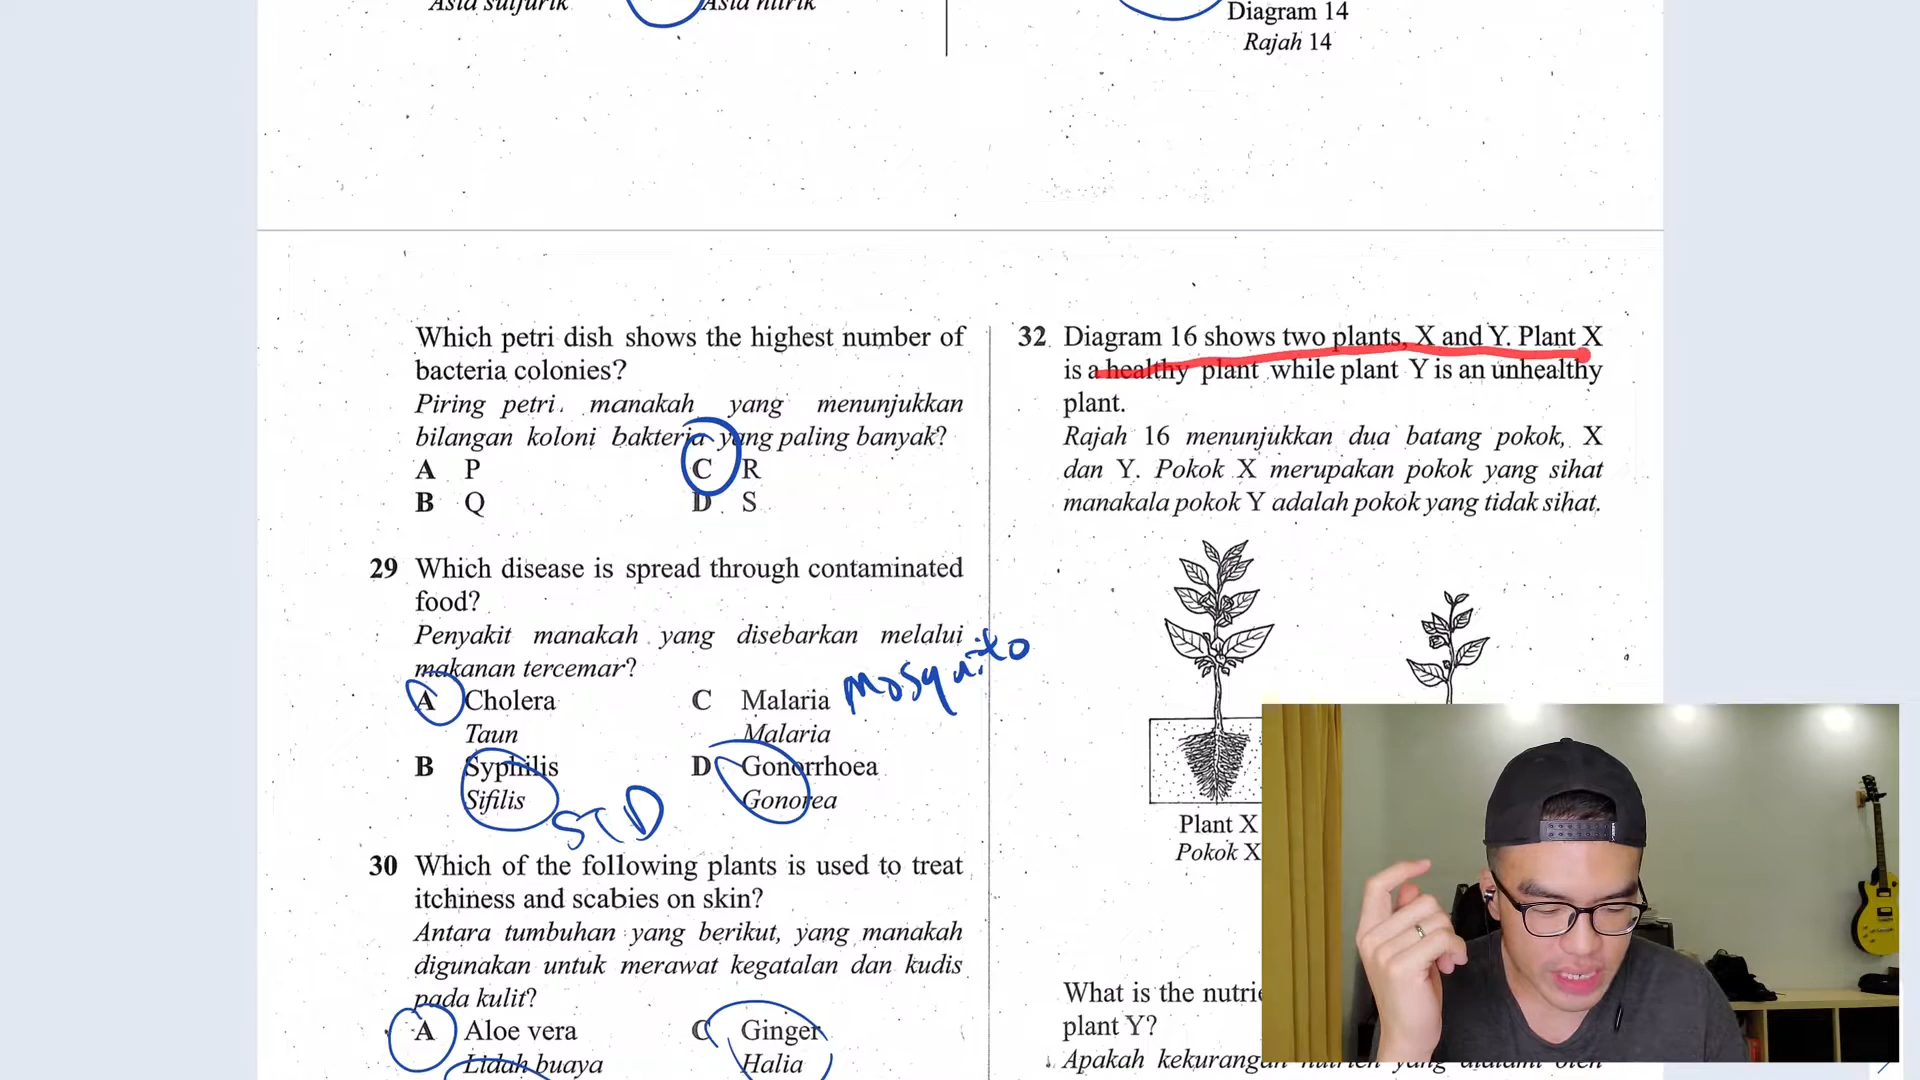 Asid sulfurik
Asid nitrik
Diagram 14
Rajah 14
Which petri dish shows the highest number of
bacteria colonies?
Piring petri manakah yang menunjukkan
bilangan koloni bakteria yang paling banyak?
A P
C R
B Q
D S
29 Which disease is spread through contaminated
food?
Penyakit manakah yang disebarkan melalui
makanan tercemar?
A Cholera
Taun
C Malaria
Malaria
mosquito
B Syphilis
Sifilis
D Gonorrhoea
Gonorea
STD
30 Which of the following plants is used to treat
itchiness and scabies on skin?
Antara tumbuhan yang berikut, yang manakah
digunakan untuk merawat kegatalan dan kudis
pada kulit?
A Aloe vera
Lidah buaya
C Ginger
Halia
32 Diagram 16 shows two plants, X and Y. Plant X
is a healthy plant while plant Y is an unhealthy
plant.
Rajah 16 menunjukkan dua batang pokok, X
dan Y. Pokok X merupakan pokok yang sihat
manakala pokok Y adalah pokok yang tidak sihat.
Plant X
Pokok X
What is the
plant Y?
Apakah kekurangan nutrien yang dialami oleh